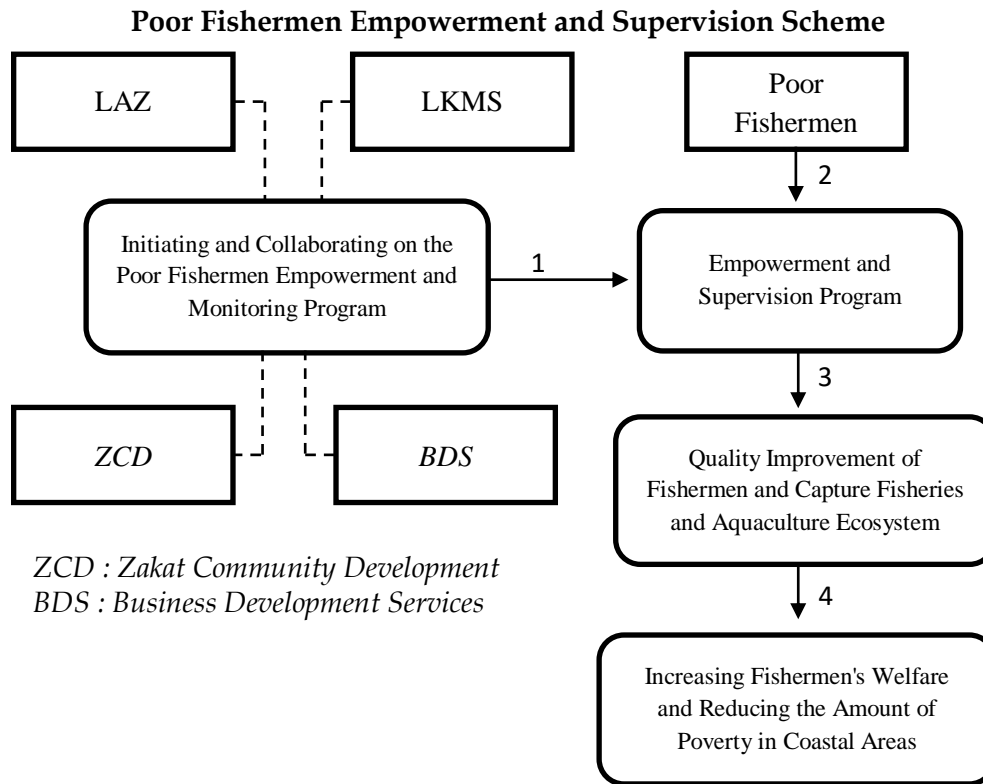 Poor Fishermen Empowerment and Supervision Scheme
LAZ
LKMS
Poor
Fishermen
2
Initiating and Collaborating on the
Poor Fishermen Empowerment and
Monitoring Program
1
Empowerment and
Supervision Program
3
ZCD
BDS
Quality Improvement of
Fishermen and Capture Fisheries
and Aquaculture Ecosystem
ZCD : Zakat Community Development
BDS : Business Development Services
4
Increasing Fishermen's Welfare
and Reducing the Amount of
Poverty in Coastal Areas